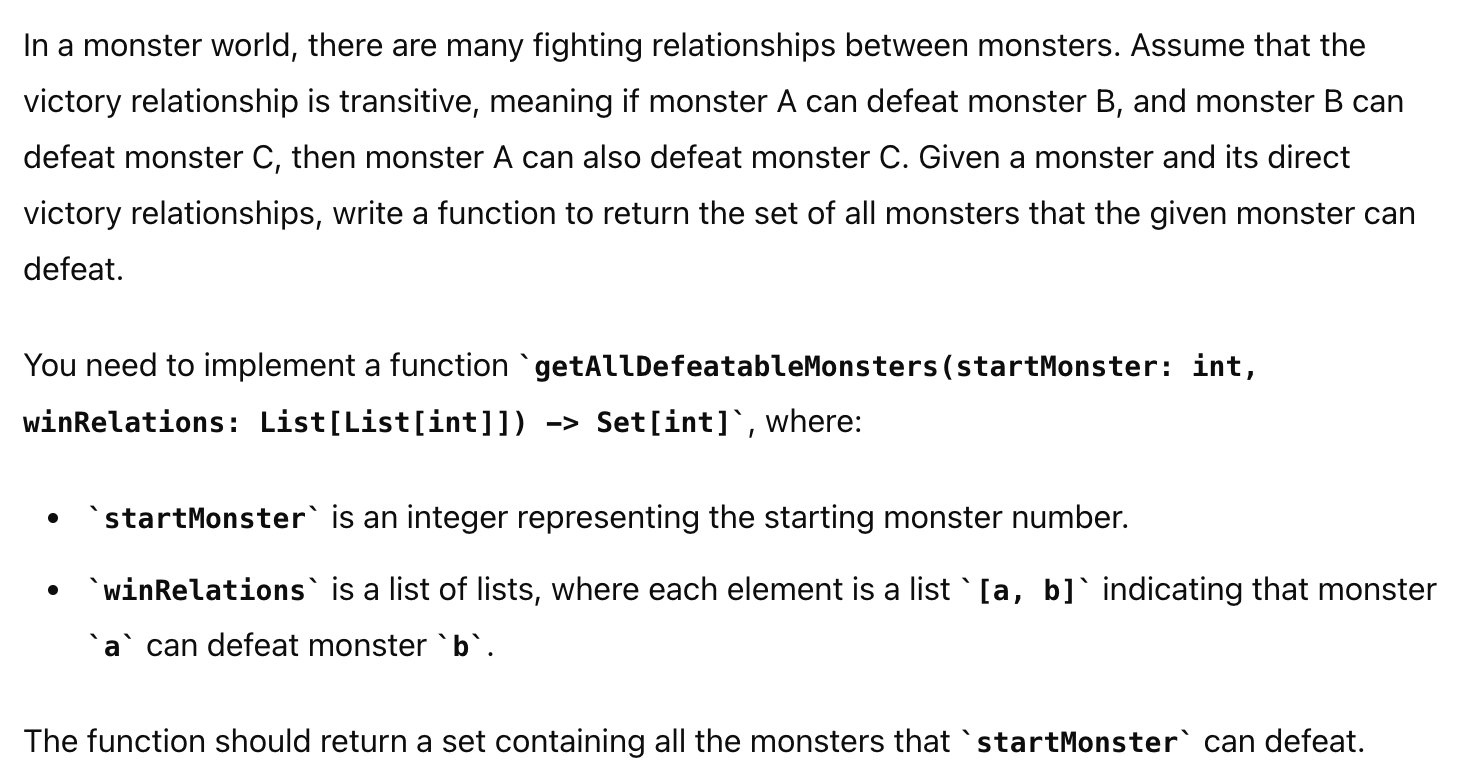 In a monster world, there are many fighting relationships between monsters. Assume that the
victory relationship is transitive, meaning if monster A can defeat monster B, and monster B can
defeat monster C, then monster A can also defeat monster C. Given a monster and its direct
victory relationships, write a function to return the set of all monsters that the given monster can
defeat.
You need to implement a function `getAllDefeatableMonsters(startMonster: int,
winRelations: List[List[int]]) -> Set[int]`, where:
• `startMonster` is an integer representing the starting monster number.
• `winRelations` is a list of lists, where each element is a list `[a, b]` indicating that monster
`a` can defeat monster `b`.
The function should return a set containing all the monsters that `startMonster` can defeat.